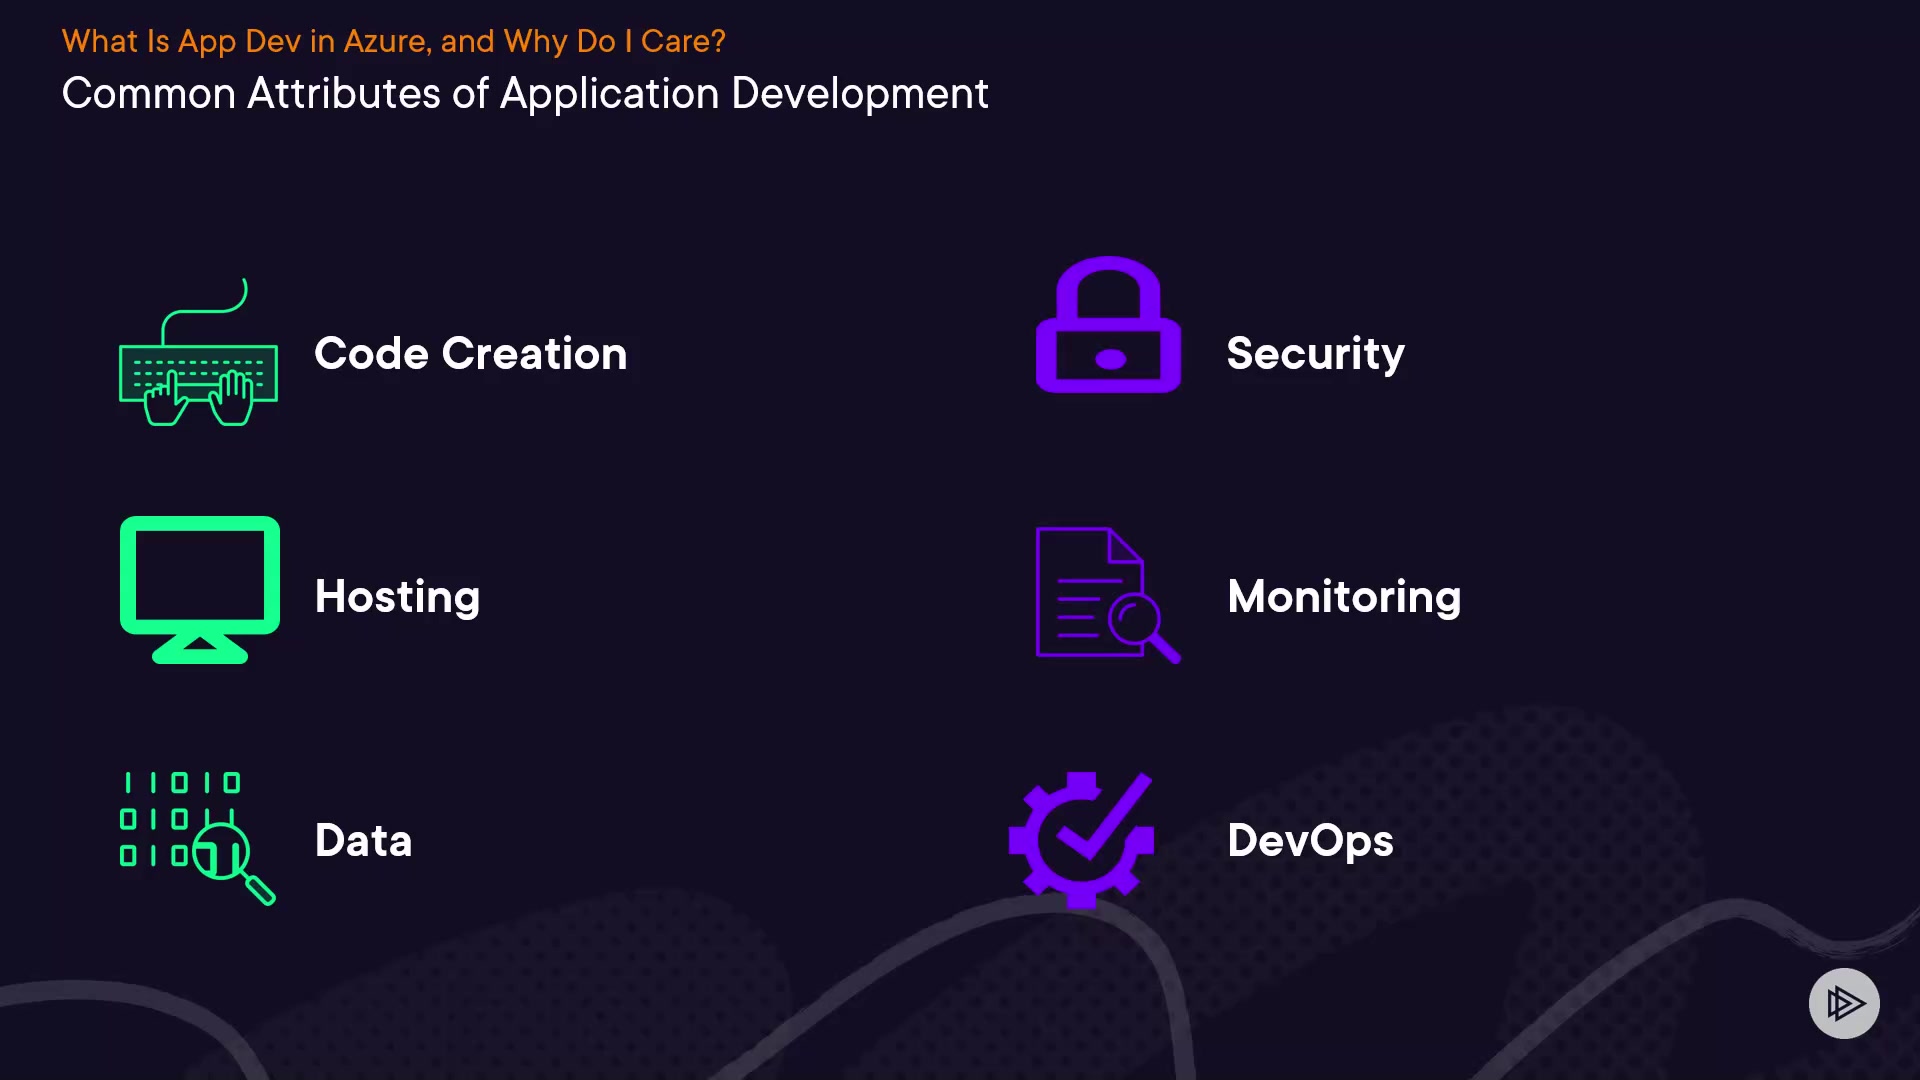 What Is App Dev in Azure, and Why Do I Care?
Common Attributes of Application Development
Code Creation
Security
Hosting
Monitoring
Data
DevOps